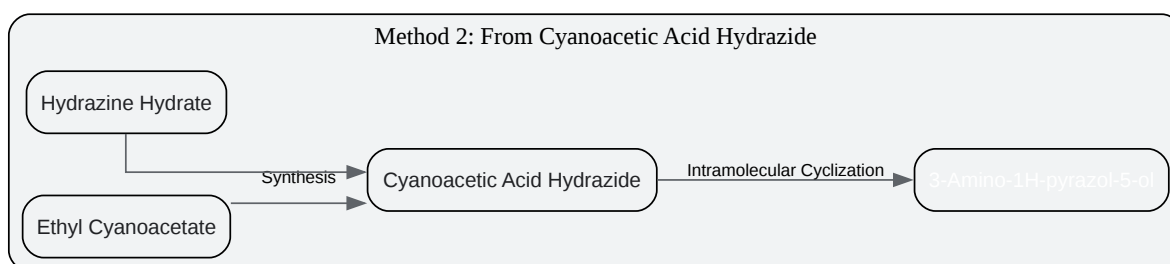 Method 2: From Cyanoacetic Acid Hydrazide
Hydrazine Hydrate
Synthesis
Ethyl Cyanoacetate
Cyanoacetic Acid Hydrazide
Intramolecular Cyclization
3-Amino-1H-pyrazol-5-ol